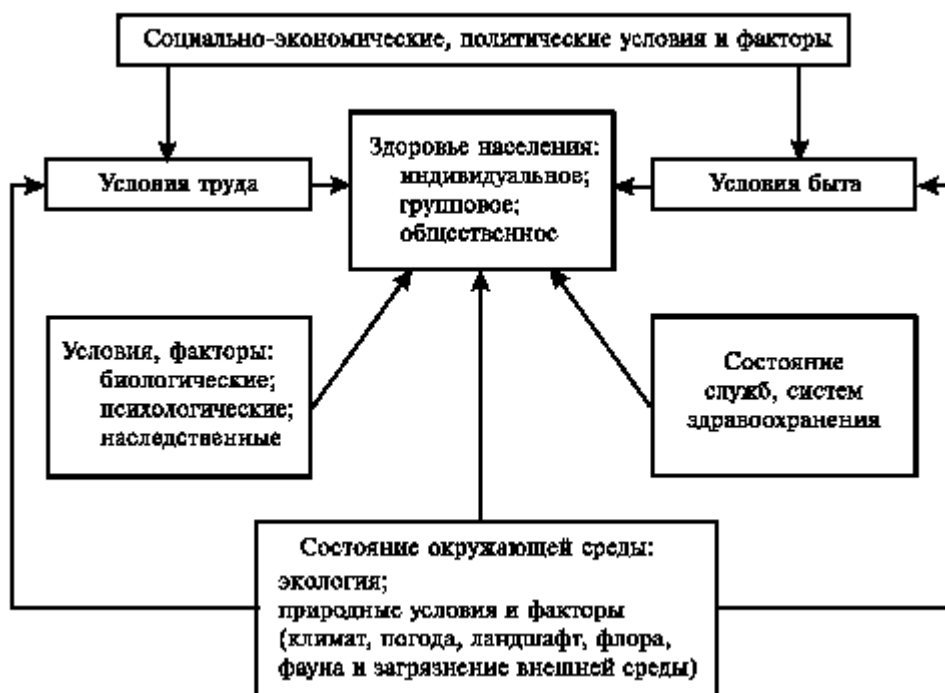 Социально-экономические, политические условия и факторы
Здоровье населения:
индивидуальное;
групповое;
общественное
Условия труда
Условия быта
Условия, факторы:
биологические;
психологические;
наследственные
Состояние
служб, систем
здравоохранения
Состояние окружающей среды:
экология;
природные условия и факторы
(климат, погода, ландшафт, флора,
фауна и загрязнение внешней среды)